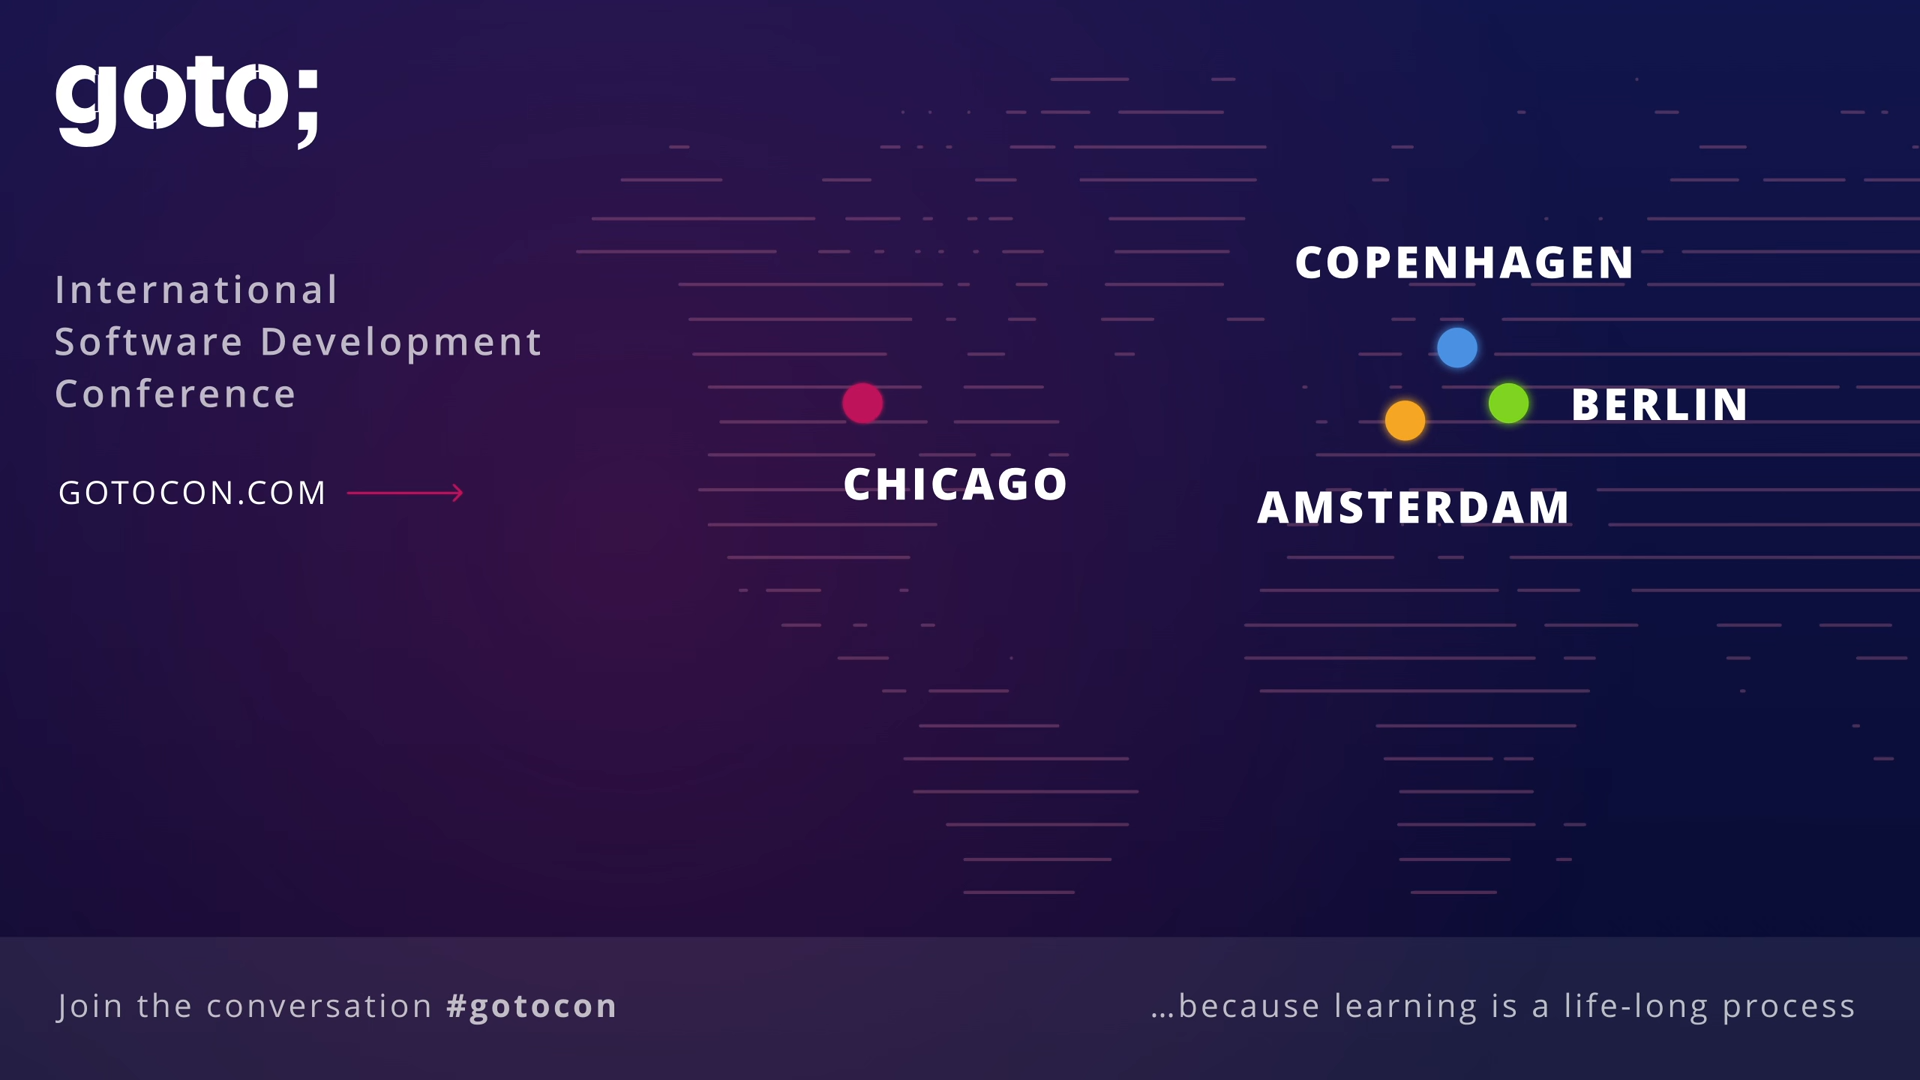 goto;
International
Software Development
Conference
GOTOCON.COM
COPENHAGEN
BERLIN
CHICAGO
AMSTERDAM
Join the conversation #gotocon
...because learning is a life-long process